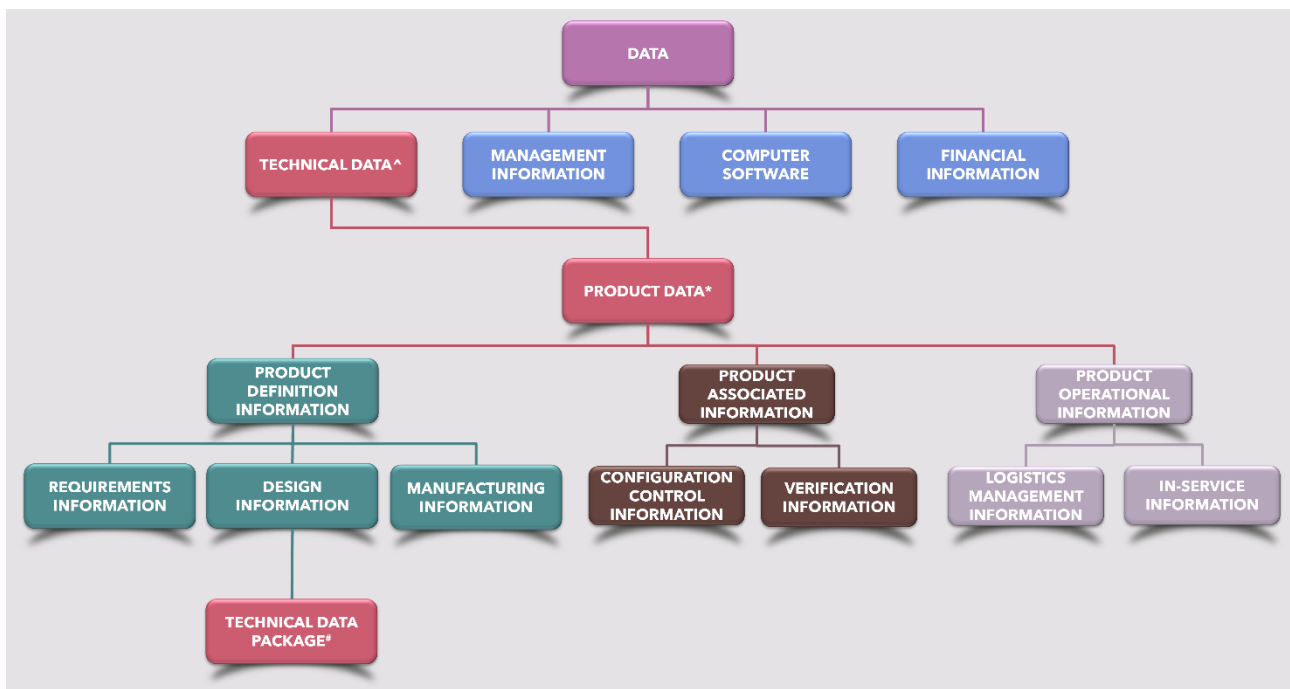 DATA
TECHNICAL DATA^
MANAGEMENT
INFORMATION
COMPUTER
SOFTWARE
FINANCIAL
INFORMATION
PRODUCT DATA*
PRODUCT
DEFINITION
INFORMATION
PRODUCT
ASSOCIATED
INFORMATION
PRODUCT
OPERATIONAL
INFORMATION
REQUIREMENTS
INFORMATION
DESIGN
INFORMATION
MANUFACTURING
INFORMATION
CONFIGURATION
CONTROL
INFORMATION
VERIFICATION
INFORMATION
LOGISTICS
MANAGEMENT
INFORMATION
IN-SERVICE
INFORMATION
TECHNICAL DATA
PACKAGE#